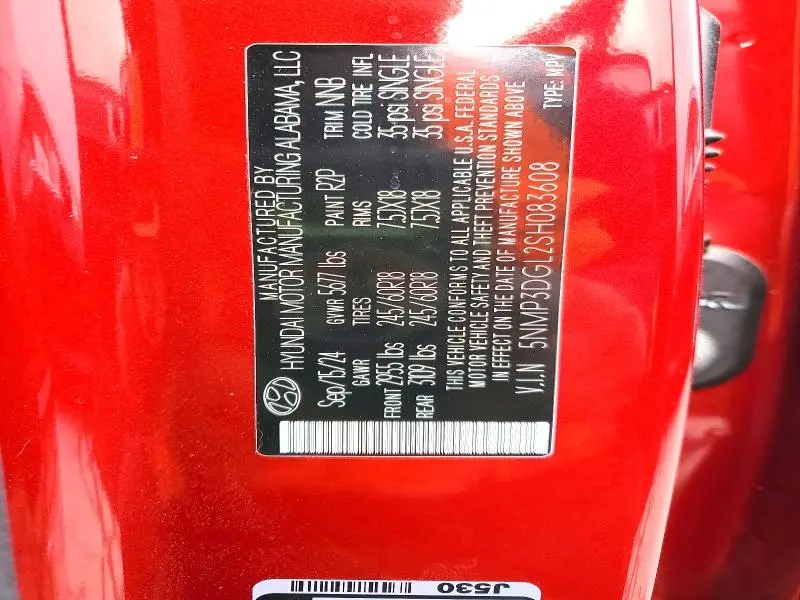 MANUFACTURED BY
HYUNDAI MOTOR MANUFACTURING ALABAMA, LLC
Sep/15/24 GVWR 5677 lbs PAINT R2P TRIM NNB
GAWR TIRES RIMS COLD TIRE INFL
FRONT 2955 lbs 245/60R18 7.5X18 35 psi SINGLE
REAR 3109 lbs 245/60R18 7.5X18 35 psi SINGLE
THIS VEHICLE CONFORMS TO ALL APPLICABLE U.S.A. FEDERAL
MOTOR VEHICLE SAFETY AND THEFT PREVENTION STANDARDS
IN EFFECT ON THE DATE OF MANUFACTURE SHOWN ABOVE
V.I.N 5NMP3DGL2SH083608 TYPE: MPV
J530